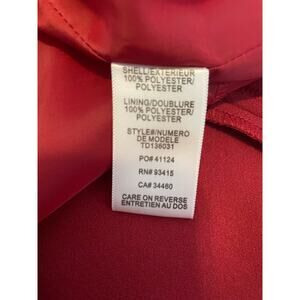 SHELL/EXTERIEUR
100% POLYESTER/
POLYESTER
LINING/DOUBLURE
100% POLYESTER/
POLYESTER
STYLE#/NUMERO
DE MODELE
TD136031
PO# 41124
RN# 93415
CA# 34460
CARE ON REVERSE
ENTRETIEN AU DOS